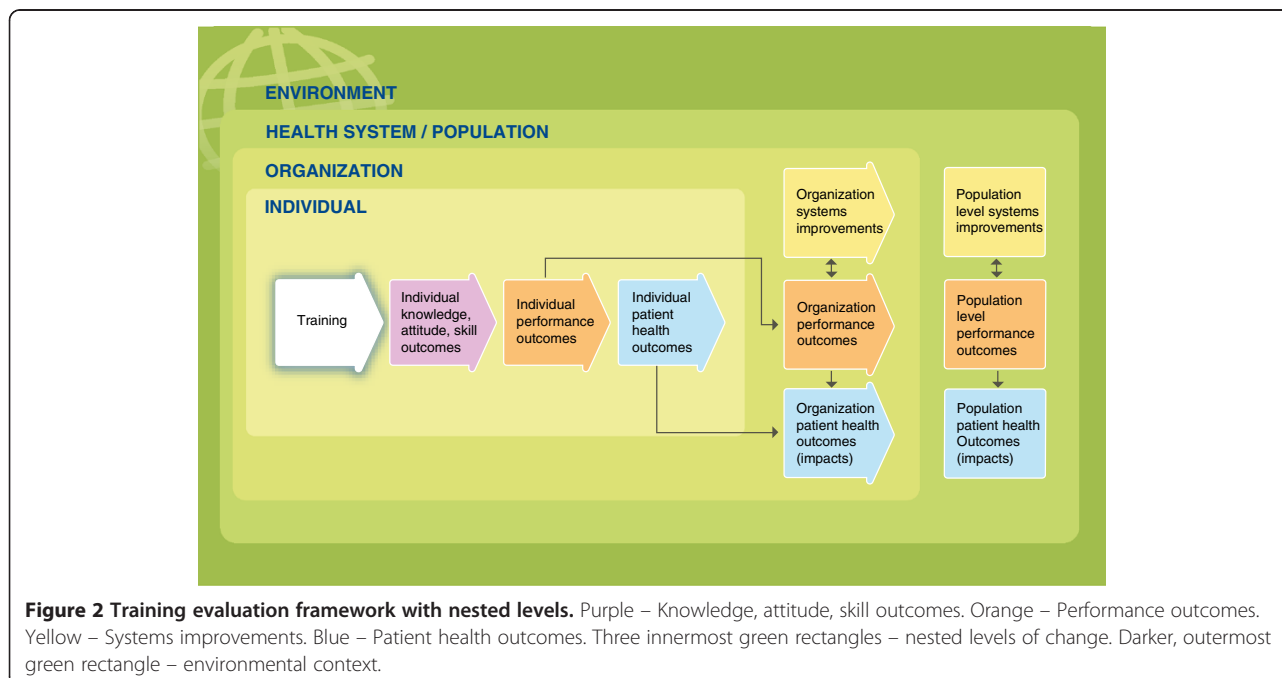 ENVIRONMENT
HEALTH SYSTEM / POPULATION
ORGANIZATION
INDIVIDUAL
Training
Individual
knowledge,
attitude, skill
outcomes
Individual
performance
outcomes
Individual
patient
health
outcomes
Organization
systems
improvements
Organization
performance
outcomes
Organization
patient health
outcomes
(impacts)
Population
level systems
improvements
Population
level
performance
outcomes
Population
patient health
Outcomes
(impacts)
Figure 2 Training evaluation framework with nested levels. Purple – Knowledge, attitude, skill outcomes. Orange – Performance outcomes.
Yellow – Systems improvements. Blue – Patient health outcomes. Three innermost green rectangles – nested levels of change. Darker, outermost
green rectangle – environmental context.